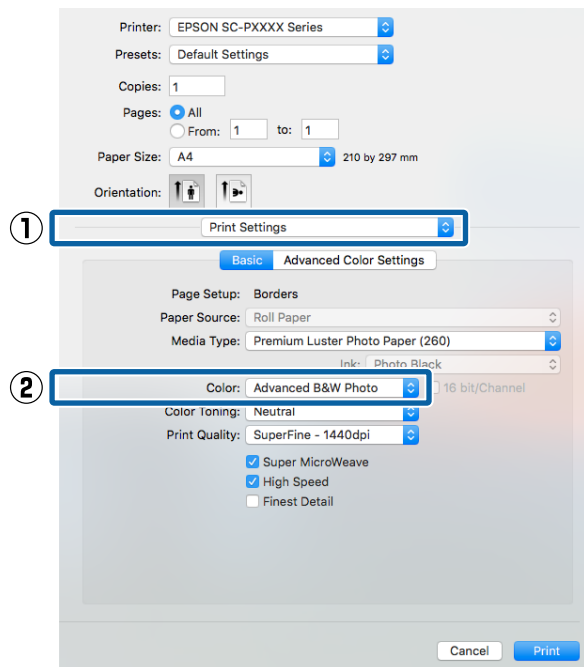 Printer: EPSON SC-PXXXX Series
Presets: Default Settings
Copies: 1
Pages: All
From: 1 to: 1
Paper Size: A4 210 by 297 mm
Orientation:
1 Print Settings
Basic Advanced Color Settings
Page Setup: Borders
Paper Source: Roll Paper
Media Type: Premium Luster Photo Paper (260)
Ink: Photo Black
2 Color: Advanced B&W Photo 16 bit/Channel
Color Toning: Neutral
Print Quality: SuperFine - 1440dpi
Super MicroWeave
High Speed
Finest Detail
Cancel Print